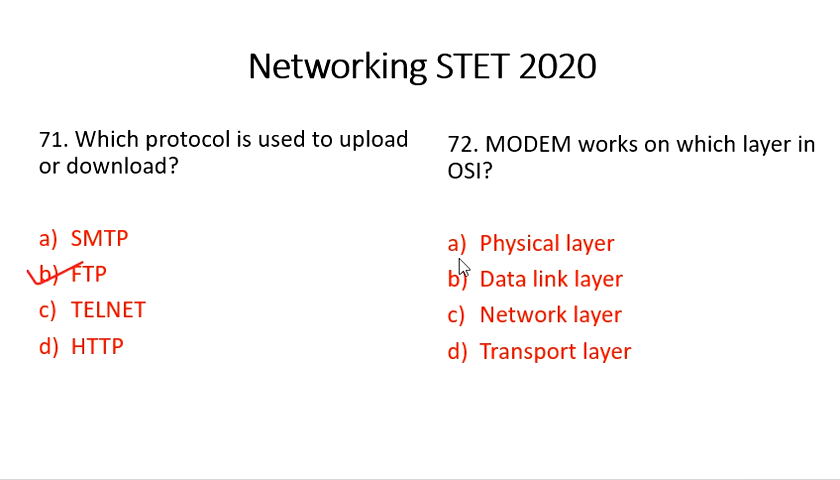 Networking STET 2020
71. Which protocol is used to upload
or download?
a) SMTP
b) FTP
c) TELNET
d) HTTP
72. MODEM works on which layer in
OSI?
a) Physical layer
b) Data link layer
c) Network layer
d) Transport layer